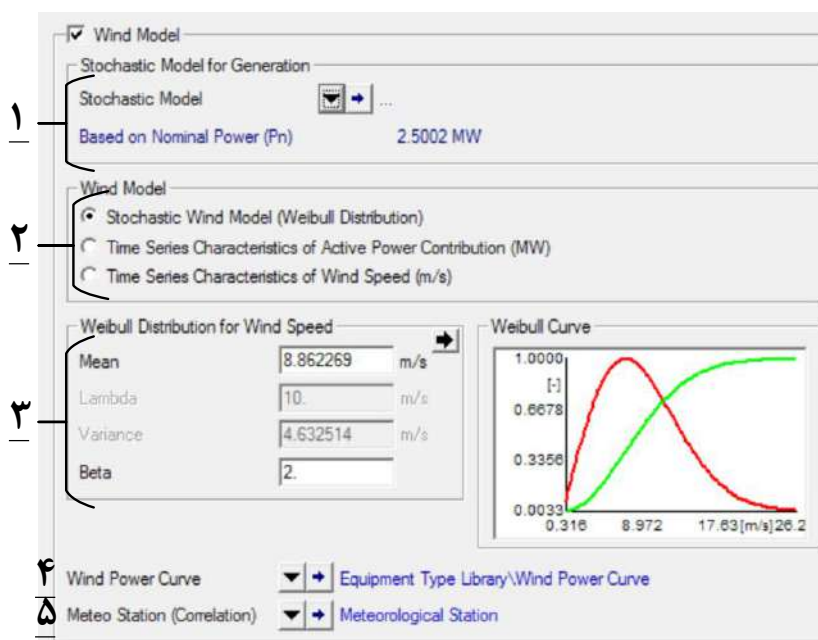 Wind Model
Stochastic Model for Generation
۱
Stochastic Model ...
Based on Nominal Power (Pn) 2.5002 MW
Wind Model
۲
Stochastic Wind Model (Weibull Distribution)
Time Series Characteristics of Active Power Contribution (MW)
Time Series Characteristics of Wind Speed (m/s)
۳
Weibull Distribution for Wind Speed
Mean 8.862269 m/s
Lambda 10. m/s
Variance 4.632514 m/s
Beta 2.
Weibull Curve
1.0000
[-]
0.6678
0.3356
0.0033
0.316 8.972 17.63[m/s]26.2
۴
Wind Power Curve Equipment Type Library\Wind Power Curve
۵
Meteo Station (Correlation) Meteorological Station